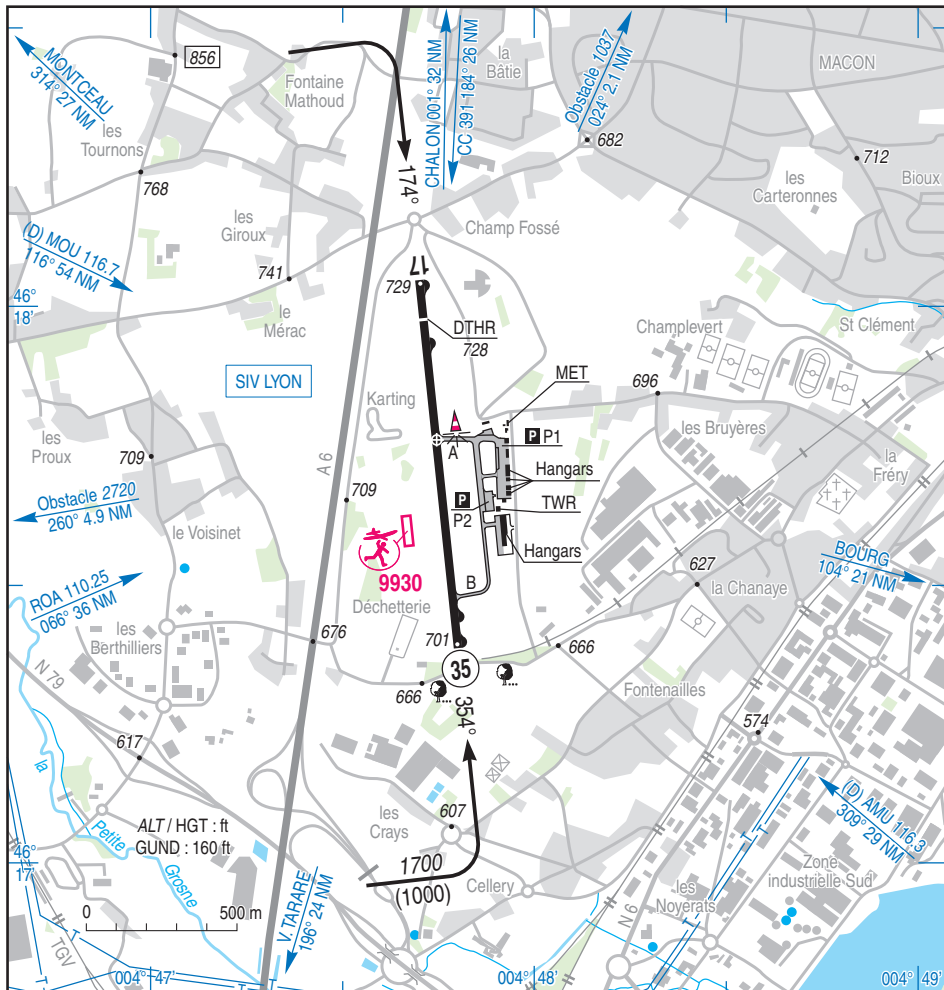 856
MONTCEAU
314° 27 NM
les
Tournons
Fontaine
Mathoud
CHALON 001° 32 NM
CC 391 184° 26 NM
la
Bâtie
Obstacle 1037
024° 2.1 NM
MACON
682
712
768
les
Carteronnes
Bioux
174°
les
Giroux
Champ Fossé
(D) MOU 116.7
116° 54 NM
741
17
729
46°
18'
le
Mérac
DTHR
728
Champlevert
St Clément
SIV LYON
MET
696
Karting
les
Proux
709
A
P P1
les Bruyères
la
Fréry
A 6
Hangars
Obstacle 2720
260° 4.9 NM
709
P
P2
TWR
le Voisinet
Hangars
BOURG
104° 21 NM
9930
B
627
la Chanaye
ROA 110.25
066° 36 NM
Déchetterie
les
Berthilliers
676
701
666
N 79
35
666
Fontenailles
354°
574
617
la
Petite
Grosne
ALT / HGT : ft
GUND : 160 ft
607
les
Crays
(D) AMU 116.3
309° 29 NM
46°
17'
1700
(1000)
Cellery
Zone
industrielle Sud
0
500 m
V. TARARE
196° 24 NM
les
Noyerats
N 6
TGV
T
T
T
T
T
004° 47'
004° 48'
004° 49'